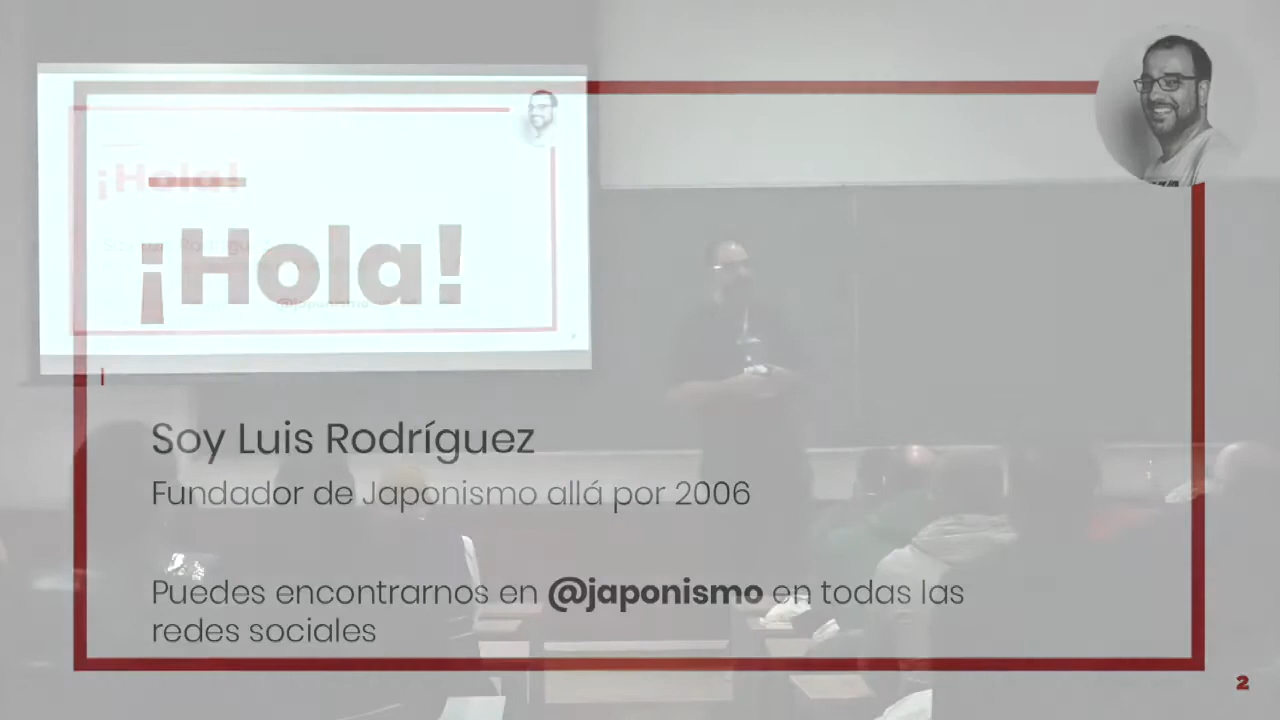 ¡Hola!
¡Hola!
Soy Luis Rodríguez
Fundador de Japonismo allá por 2006
Puedes encontrarnos en @japonismo en todas las
redes sociales
2